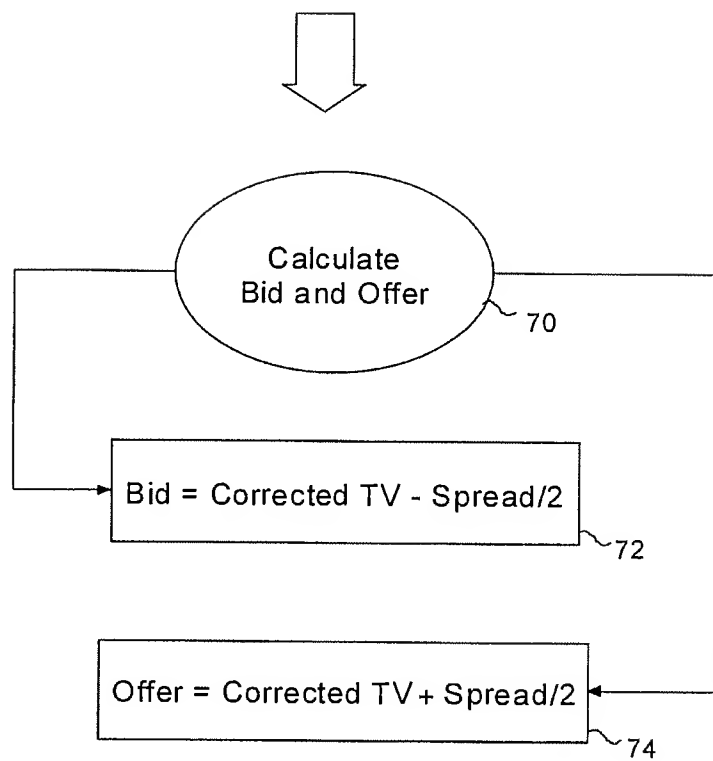 Calculate
Bid and Offer
70
Bid = Corrected TV - Spread/2
72
Offer = Corrected TV + Spread/2
74